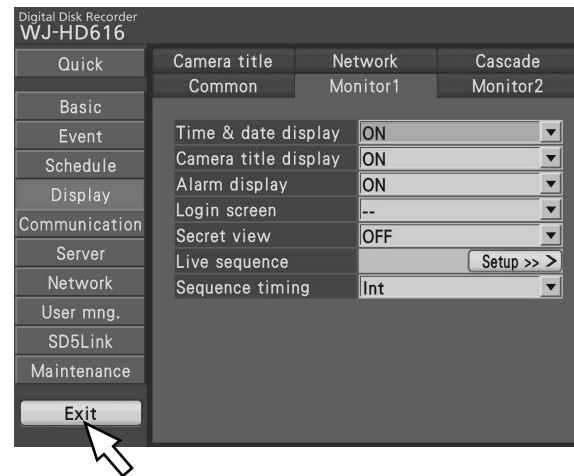 Digital Disk Recorder
WJ-HD616
Quick
Basic
Event
Schedule
Display
Communication
Server
Network
User mng.
SD5Link
Maintenance
Exit
Camera title Network Cascade
Common Monitor1 Monitor2
Time & date display ON
Camera title display ON
Alarm display ON
Login screen --
Secret view OFF
Live sequence Setup >> >
Sequence timing Int